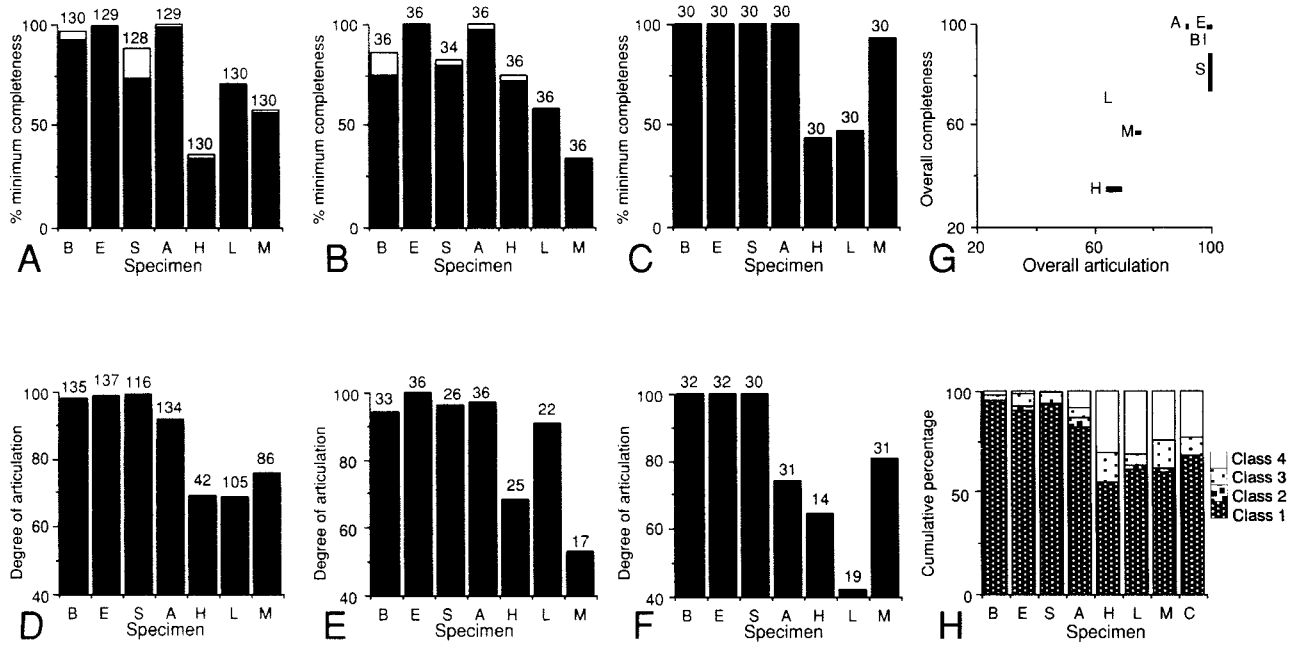 130 129 128 129 130 130 130
% minimum completeness
100
50
0
B E S A H L M
Specimen
A
36 36 34 36 36 36 36
% minimum completeness
100
50
0
B E S A H L M
Specimen
B
30 30 30 30 30 30 30
% minimum completeness
100
50
0
B E S A H L M
Specimen
C
Overall completeness
100
60
20
A E
B
S
L
M
H
20 60 100
Overall articulation
G
135 137 116 134 42 105 86
Degree of articulation
100
80
60
40
B E S A H L M
Specimen
D
33 36 26 36 25 22 17
Degree of articulation
100
80
60
40
B E S A H L M
Specimen
E
32 32 30 31 14 19 31
Degree of articulation
100
80
60
40
B E S A H L M
Specimen
F
Cumulative percentage
100
50
0
B E S A H L M C
Specimen
H
Class 4
Class 3
Class 2
Class 1